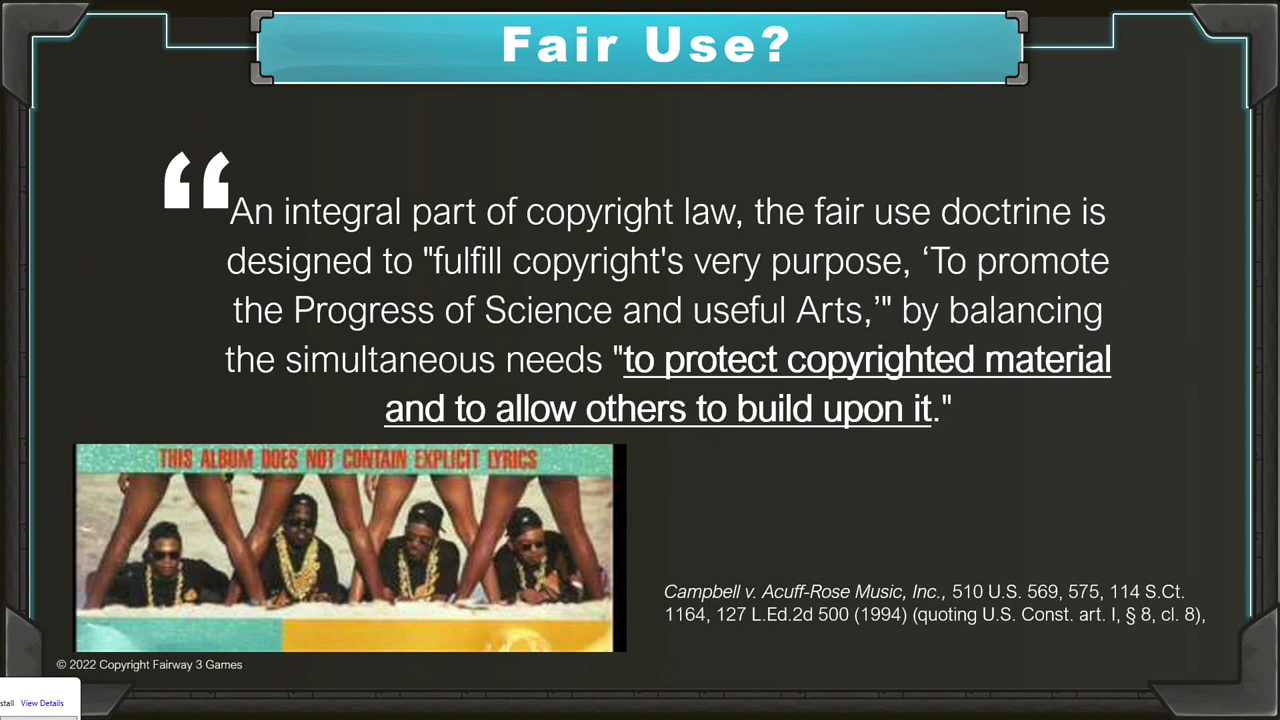 Fair Use?
“
An integral part of copyright law, the fair use doctrine is
designed to "fulfill copyright's very purpose, ‘To promote
the Progress of Science and useful Arts,’" by balancing
the simultaneous needs "to protect copyrighted material
and to allow others to build upon it."
THIS ALBUM DOES NOT CONTAIN EXPLICIT LYRICS
Campbell v. Acuff-Rose Music, Inc., 510 U.S. 569, 575, 114 S.Ct.
1164, 127 L.Ed.2d 500 (1994) (quoting U.S. Const. art. I, § 8, cl. 8),
© 2022 Copyright Fairway 3 Games
stall View Details